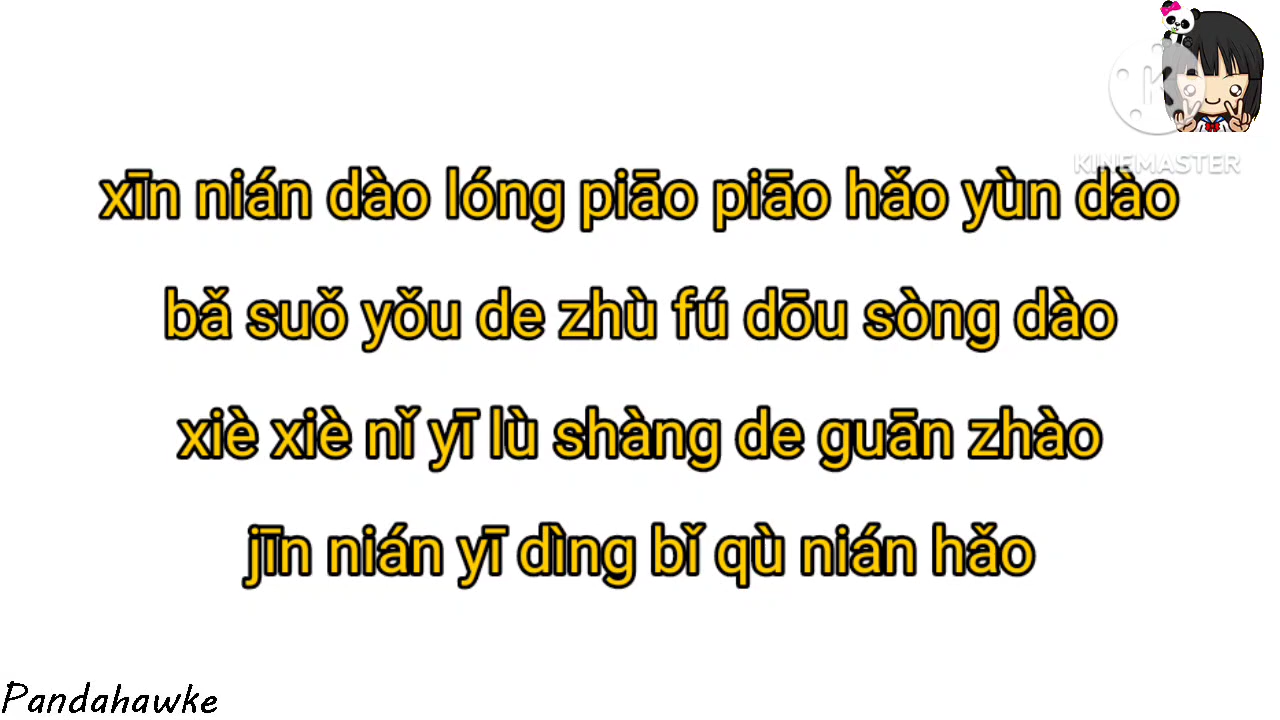 KINEMASTER
xīn nián dào lóng piāo piāo hǎo yùn dào
bǎ suǒ yǒu de zhù fú dōu sòng dào
xiè xiè nǐ yī lù shàng de guān zhào
jīn nián yī dìng bǐ qù nián hǎo
Pandahawke